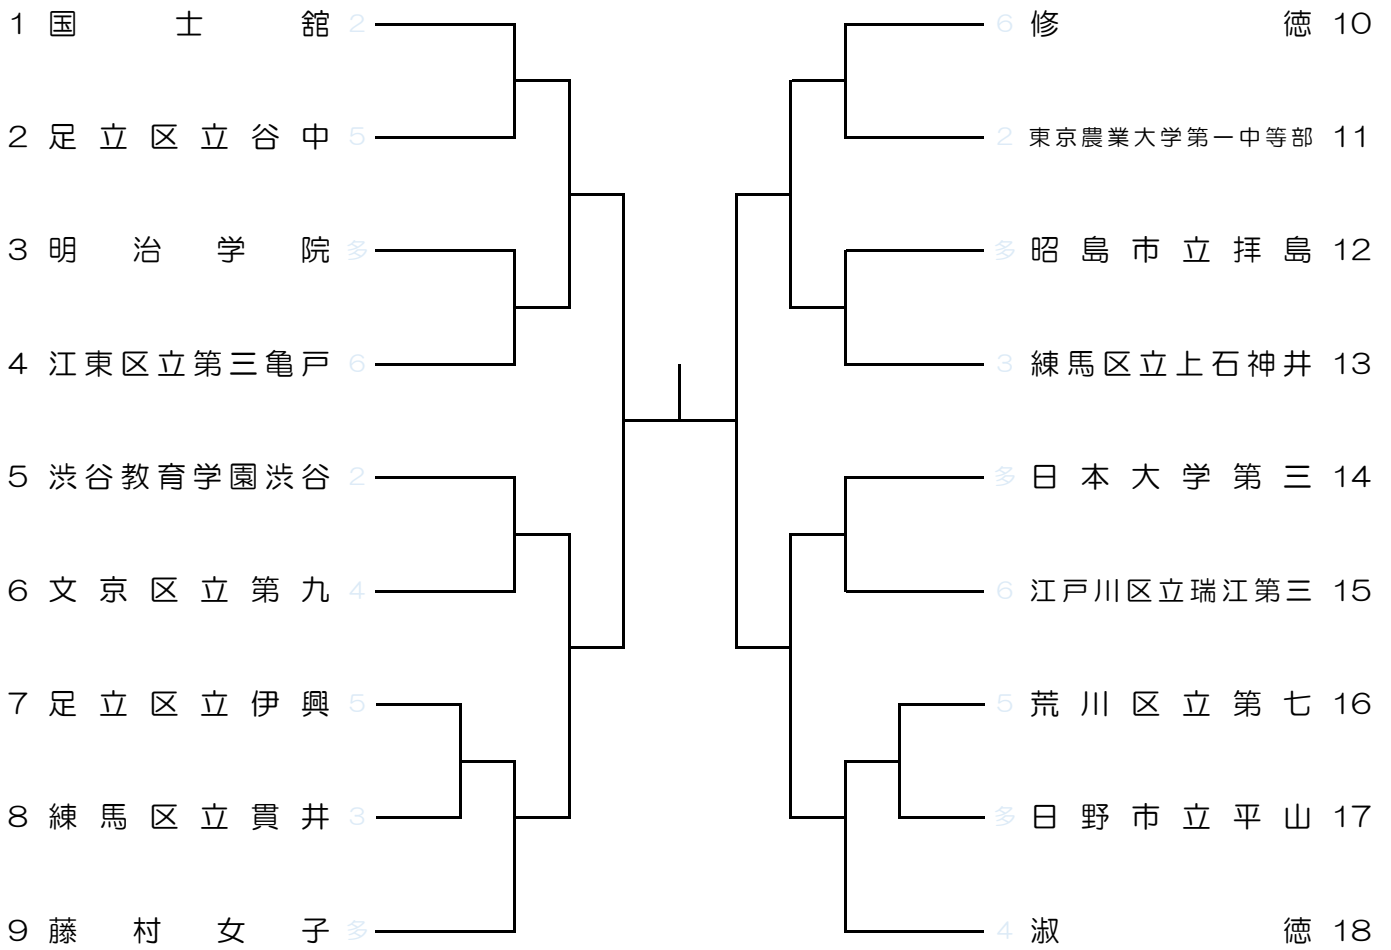 1 国士舘 2
2 足立区立谷中 5
3 明治学院 多
4 江東区立第三亀戸 6
5 渋谷教育学園渋谷 2
6 文京区立第九 4
7 足立区立伊興 5
8 練馬区立貫井 3
9 藤村女子 多
6 修徳 10
2 東京農業大学第一中等部 11
多 昭島市立拝島 12
3 練馬区立上石神井 13
多 日本大学第三 14
6 江戸川区立瑞江第三 15
5 荒川区立第七 16
多 日野市立平山 17
4 淑徳 18